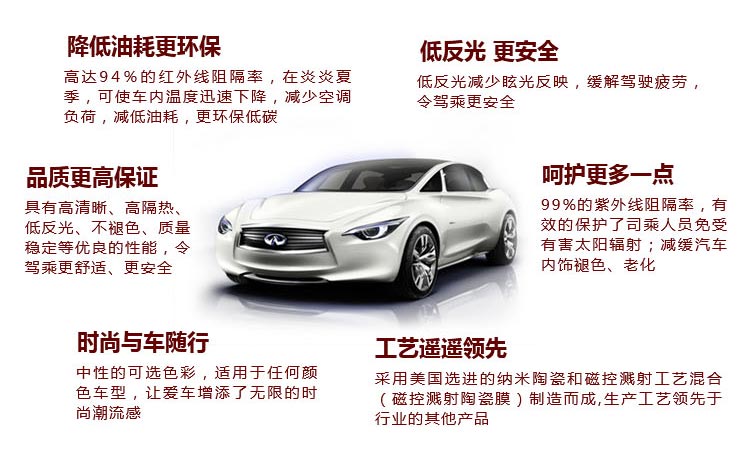 降低油耗更环保
高达94%的红外线阻隔率，在炎炎夏
季，可使车内温度迅速下降，减少空调
负荷，减低油耗，更环保低碳
低反光 更安全
低反光减少眩光反映，缓解驾驶疲劳，
令驾乘更安全
品质更高保证
具有高清晰、高隔热、
低反光、不褪色、质量
稳定等优良的性能，令
驾乘更舒适、更安全
呵护更多一点
99%的紫外线阻隔率，有
效的保护了司乘人员免受
有害太阳辐射；减缓汽车
内饰褪色、老化
时尚与车随行
中性的可选色彩，适用于任何颜
色车型，让爱车增添了无限的时
尚潮流感
工艺遥遥领先
采用美国选进的纳米陶瓷和磁控溅射工艺混合
（磁控溅射陶瓷膜）制造而成,生产工艺领先于
行业的其他产品